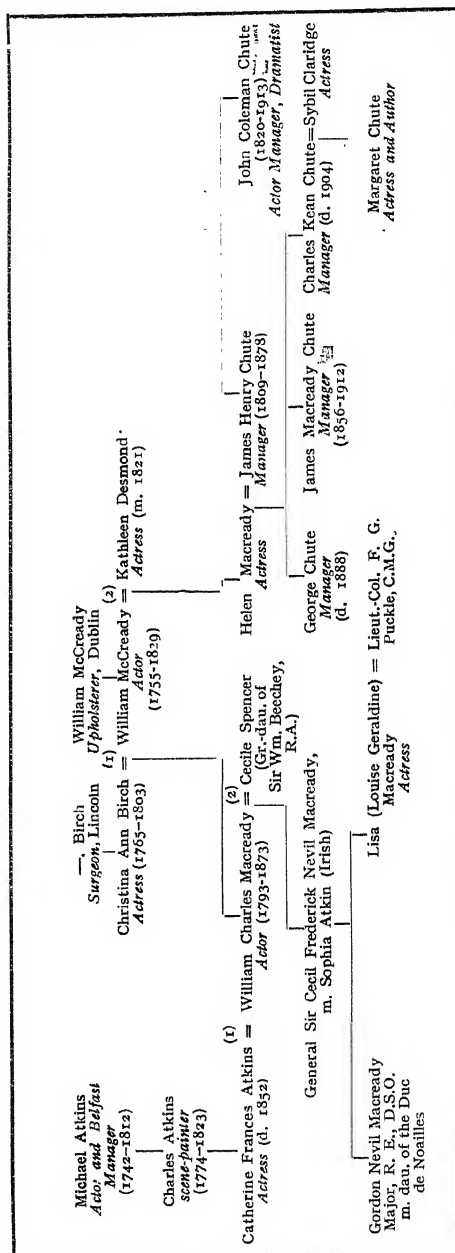 Michael Atkins
Actor and Belfast
Manager
(1742-1812)
Charles Atkins
scene-painter
(1774-1823)
—, Birch
Surgeon, Lincoln
William McCready
Upholsterer, Dublin
(1)
(2)
Christina Ann Birch = William McCready = Kathleen Desmond
Actress (1765-1803)
Actor
(1755-1829)
Actress (m. 1821)
(1)
(2)
Catherine Frances Atkins = William Charles Macready = Cecile Spencer
Actress (d. 1852)
Actor (1793-1873)
(Gr.-dau. of
Sir Wm. Beechey,
R.A.)
Helen Macready = James Henry Chute
Actress
Manager (1809-1878)
John Coleman Chute
(1820-1913)
Actor Manager, Dramatist
General Sir Cecil Frederick Nevil Macready,
m. Sophia Atkin (Irish)
George Chute
Manager
(d. 1888)
James Macready Chute
Manager
(1856-1912)
Charles Kean Chute=Sybil Claridge
Manager
(d. 1904)
Actress
Gordon Nevil Macready
Major, R. E., D.S.O.
m. dau. of the Duc
de Noailles
Lisa (Louise Geraldine) = Lieut.-Col. F. G.
Macready
Puckle, C.M.G.
Actress
Margaret Chute
Actress and Author